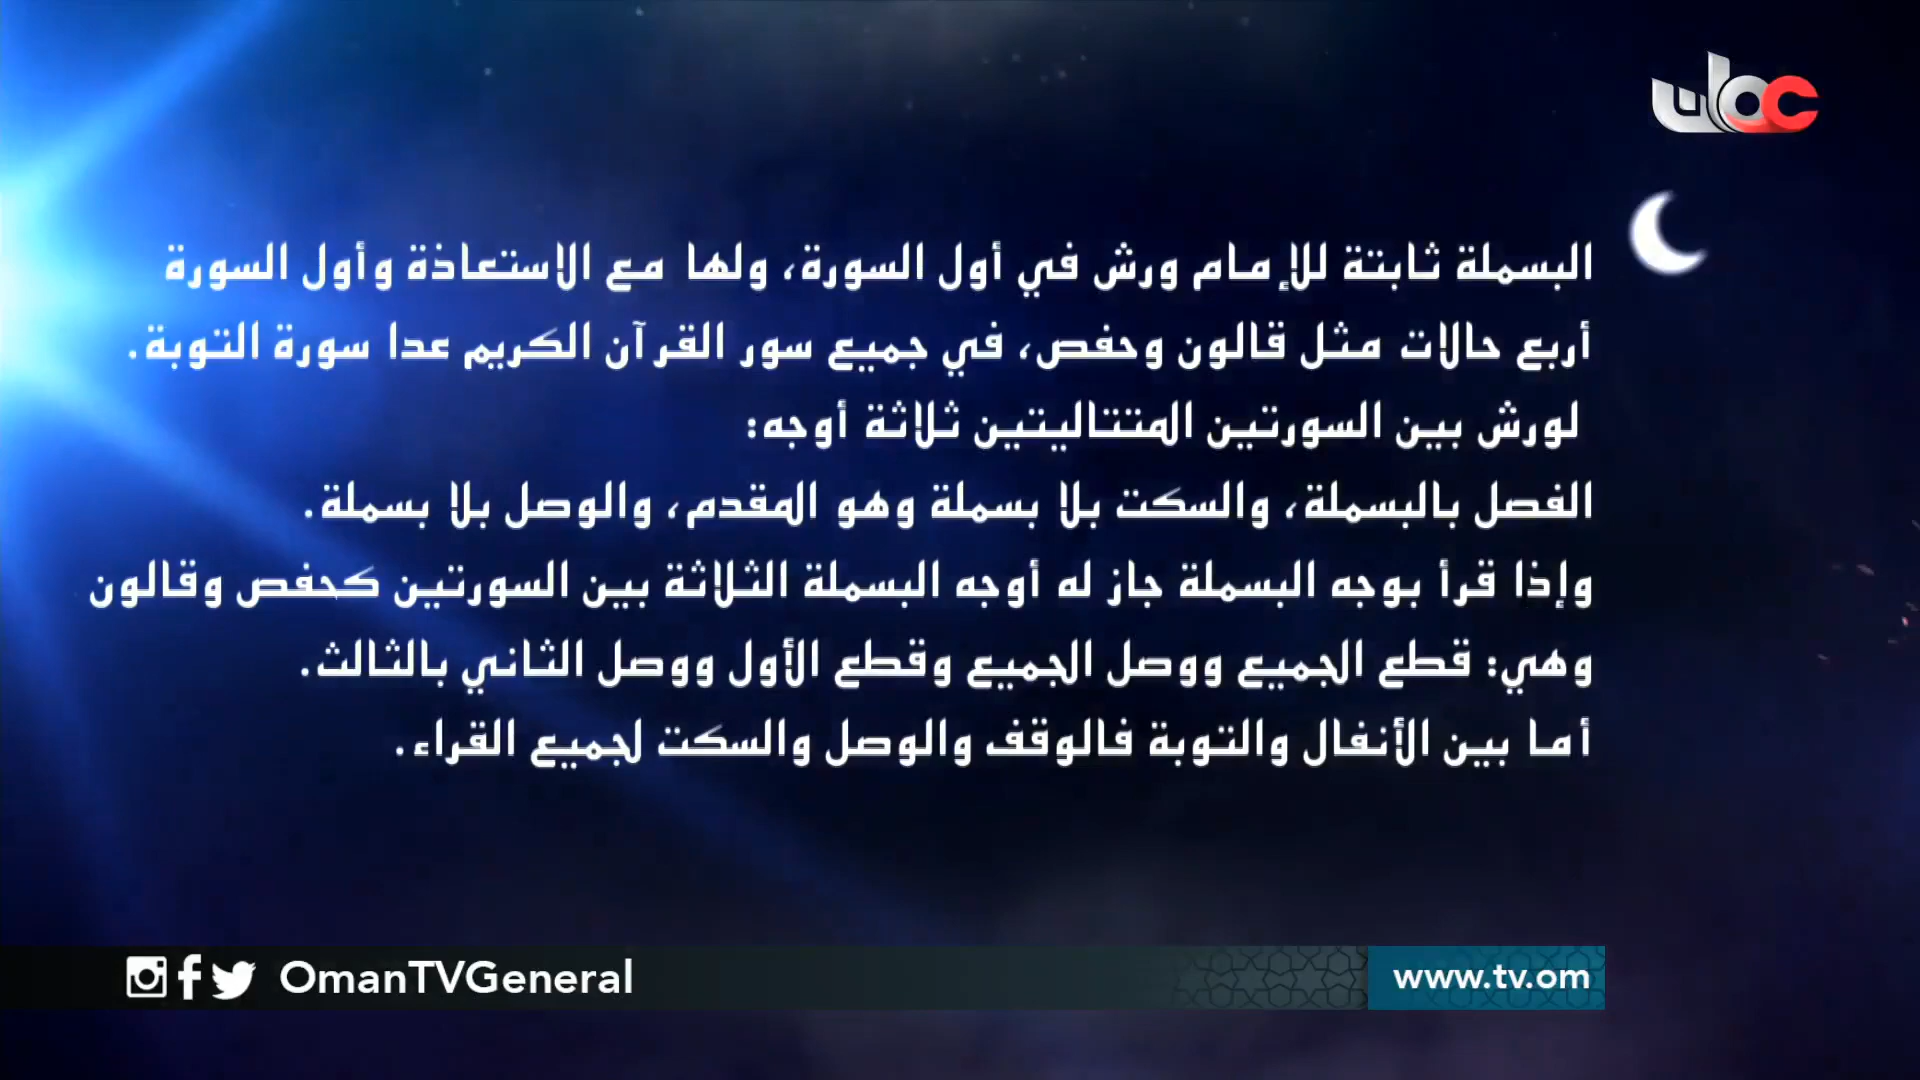 عمان
البسملة ثابتة للإمام ورش في أول السورة، ولها مع الاستعاذة وأول السورة
أربع حالات مثل قالون وحفص، في جميع سور القرآن الكريم عدا سورة التوبة.
لورش بين السورتين المتتاليتين ثلاثة أوجه:
الفصل بالبسملة، والسكت بلا بسملة وهو المقدم، والوصل بلا بسملة.
وإذا قرأ بوجه البسملة جاز له أوجه البسملة الثلاثة بين السورتين كحفص وقالون
وهي: قطع الجميع ووصل الجميع وقطع الأول ووصل الثاني بالثالث.
أما بين الأنفال والتوبة فالوقف والوصل والسكت لجميع القراء.
OmanTVGeneral
www.tv.om